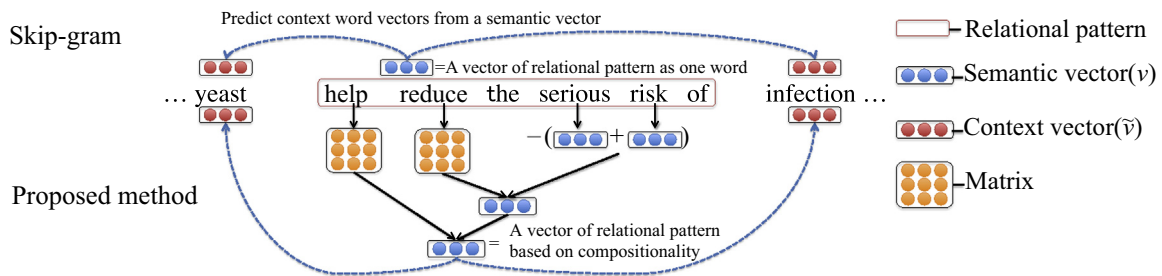 Predict context word vectors from a semantic vector
Skip-gram
=A vector of relational pattern as one word
... yeast help reduce the serious risk of infection ...
−( + )
Proposed method
= A vector of relational pattern
based on compositionality
Relational pattern
Semantic vector(v)
Context vector(ṽ)
Matrix